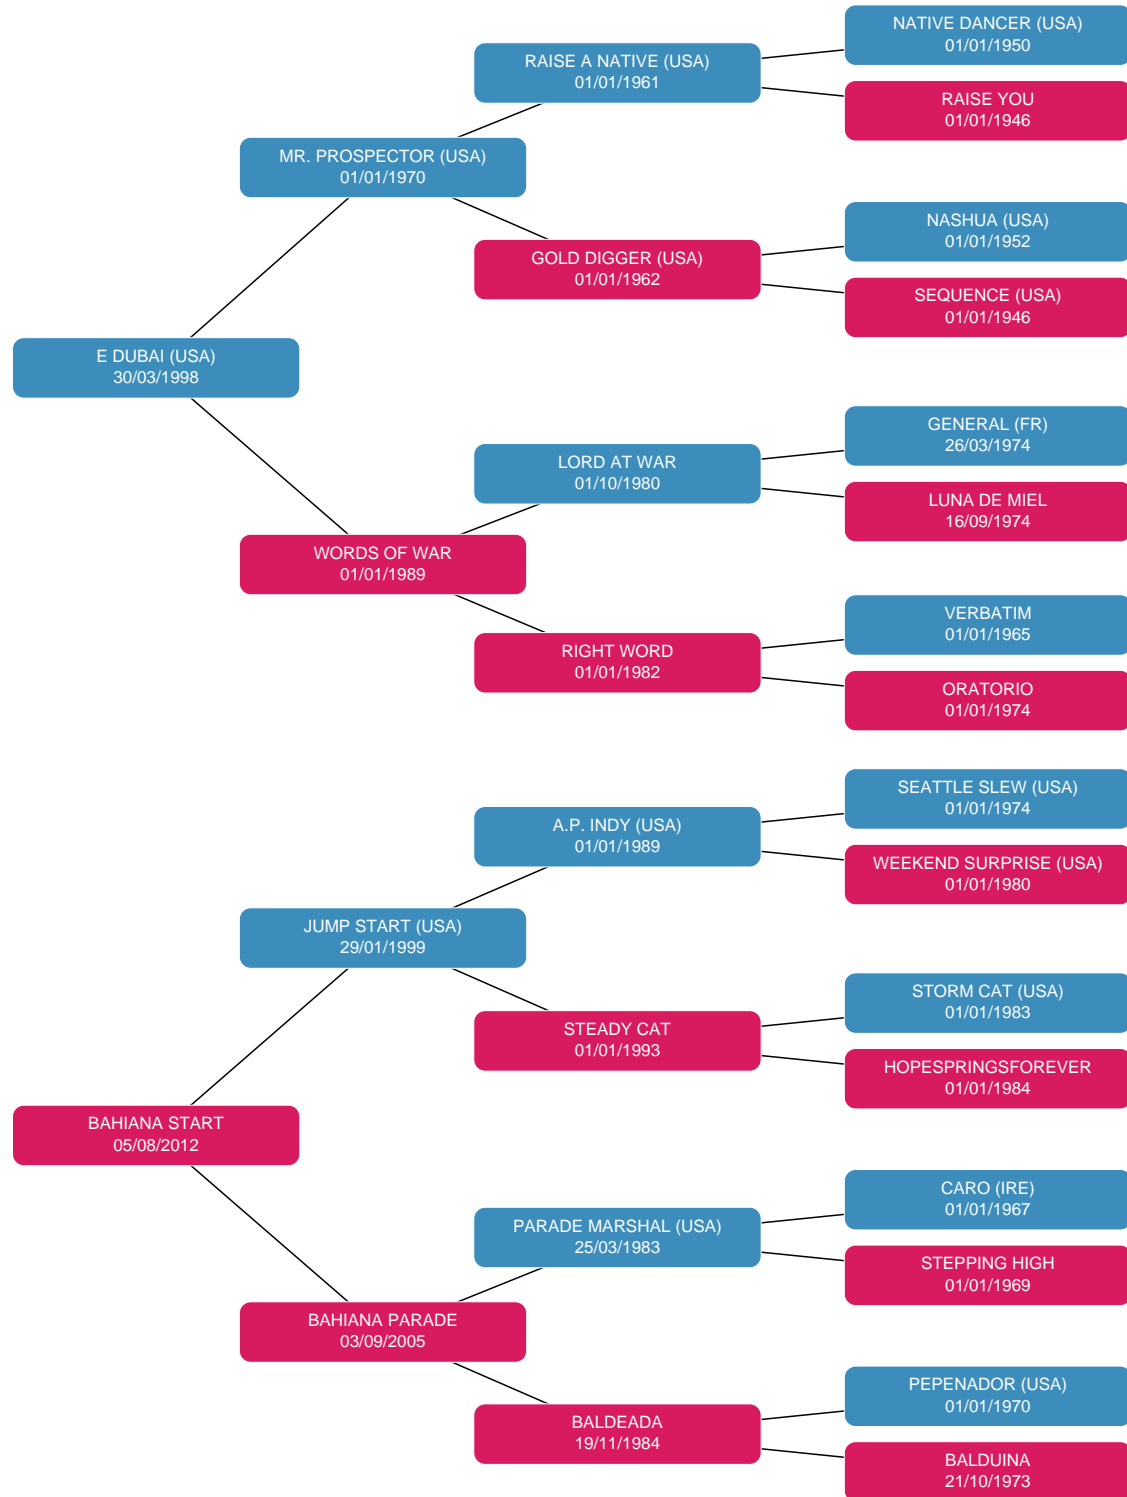 NATIVE DANCER (USA)
01/01/1950
RAISE A NATIVE (USA)
01/01/1961
RAISE YOU
01/01/1946
MR. PROSPECTOR (USA)
01/01/1970
NASHUA (USA)
01/01/1952
GOLD DIGGER (USA)
01/01/1962
SEQUENCE (USA)
01/01/1946
E DUBAI (USA)
30/03/1998
GENERAL (FR)
26/03/1974
LORD AT WAR
01/10/1980
LUNA DE MIEL
16/09/1974
WORDS OF WAR
01/01/1989
VERBATIM
01/01/1965
RIGHT WORD
01/01/1982
ORATORIO
01/01/1974
SEATTLE SLEW (USA)
01/01/1974
A.P. INDY (USA)
01/01/1989
WEEKEND SURPRISE (USA)
01/01/1980
JUMP START (USA)
29/01/1999
STORM CAT (USA)
01/01/1983
STEADY CAT
01/01/1993
HOPESPRINGSFOREVER
01/01/1984
BAHIANA START
05/08/2012
CARO (IRE)
01/01/1967
PARADE MARSHAL (USA)
25/03/1983
STEPPING HIGH
01/01/1969
BAHIANA PARADE
03/09/2005
PEPENADOR (USA)
01/01/1970
BALDEADA
19/11/1984
BALDUINA
21/10/1973